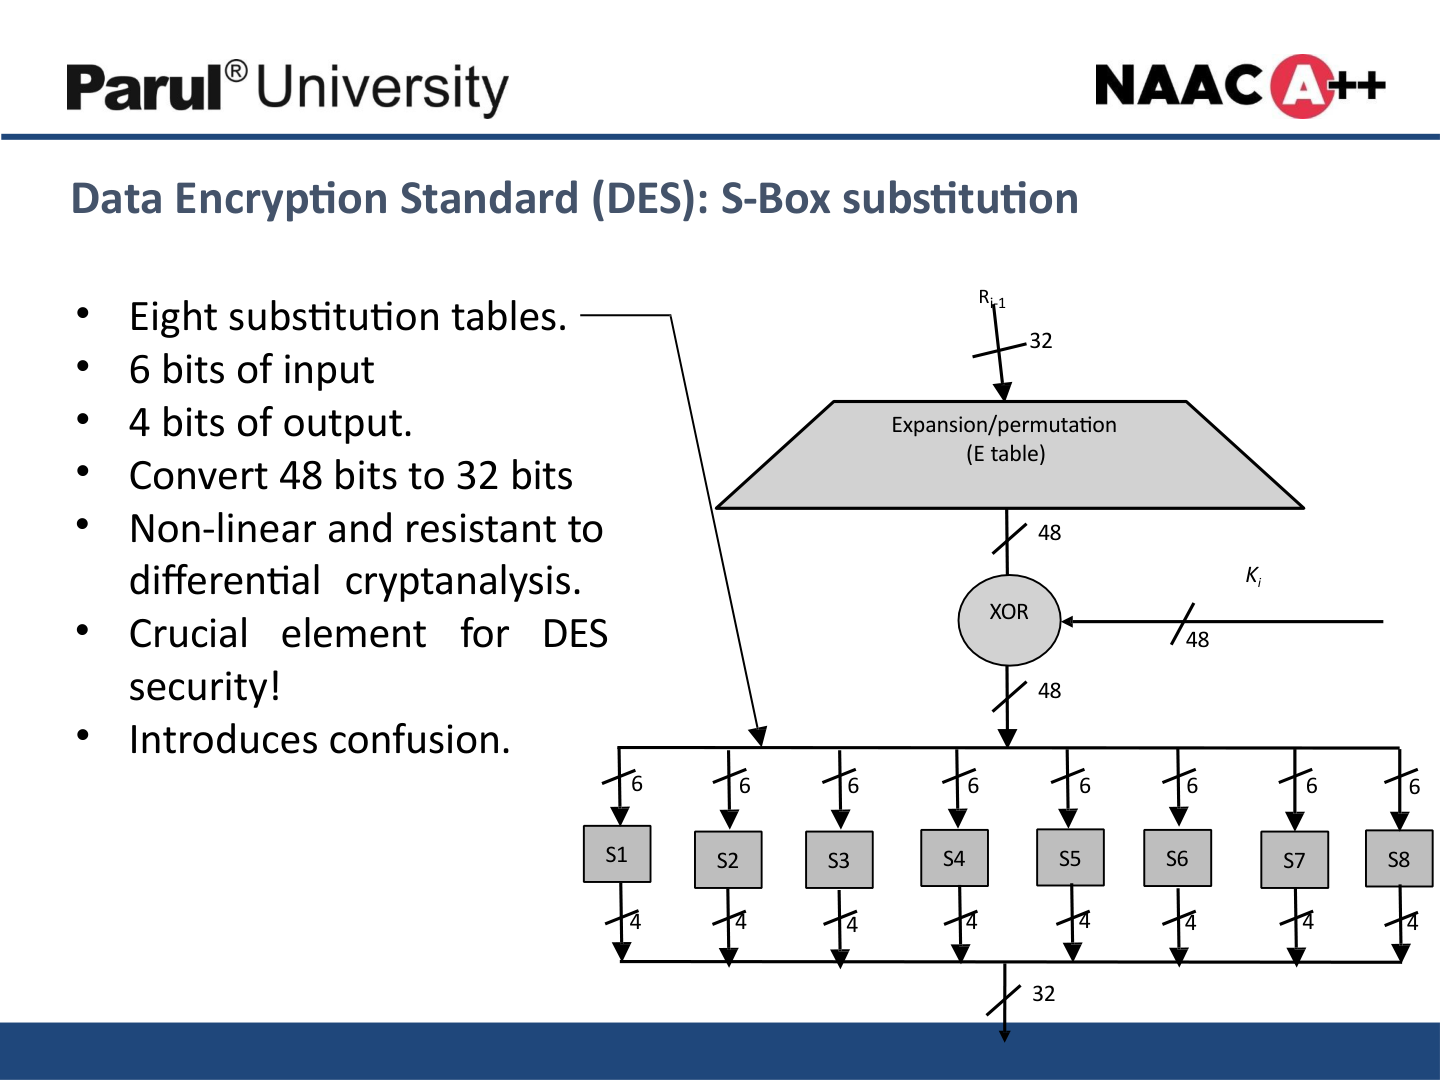 Parul® University
NAAC A++
Data Encryption Standard (DES): S-Box substitution
• Eight substitution tables.
• 6 bits of input
• 4 bits of output.
• Convert 48 bits to 32 bits
• Non-linear and resistant to
differential cryptanalysis.
• Crucial element for DES
security!
• Introduces confusion.
Ri-1
32
Expansion/permutation
(E table)
48
Ki
XOR
48
48
6 6 6 6 6 6 6 6
S1 S2 S3 S4 S5 S6 S7 S8
4 4 4 4 4 4 4 4
32